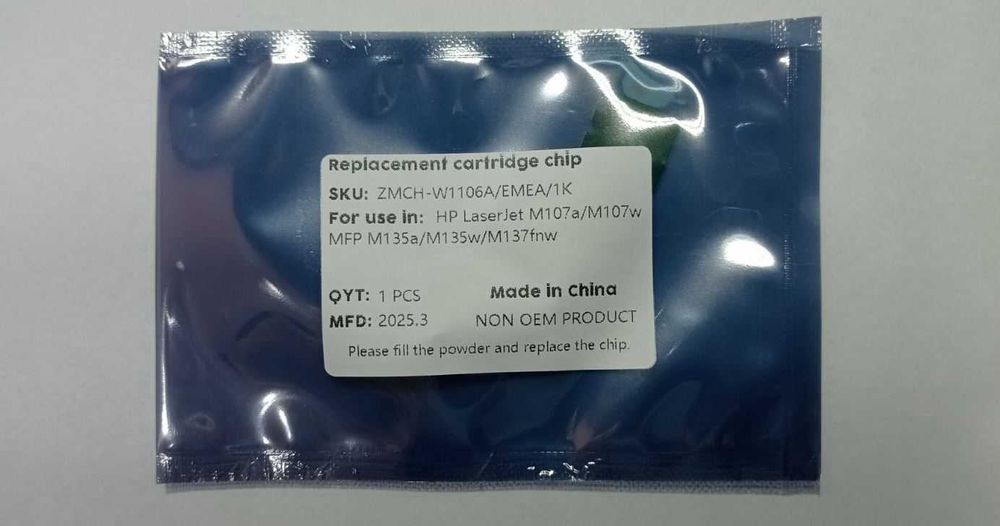 Replacement cartridge chip
SKU: ZMCH-W1106A/EMEA/1K
For use in: HP LaserJet M107a/M107w
MFP M135a/M135w/M137fnw
QYT: 1 PCS Made in China
MFD: 2025.3 NON OEM PRODUCT
Please fill the powder and replace the chip.